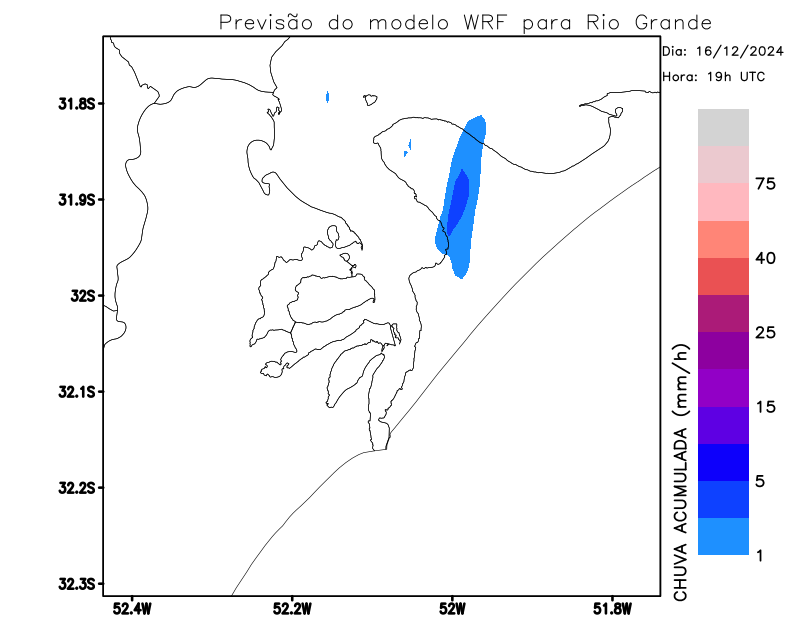 Previsão do modelo WRF para Rio Grande
Dia: 16/12/2024
Hora: 19h UTC
31.8S
31.9S
32S
32.1S
32.2S
32.3S
52.4W
52.2W
52W
51.8W
CHUVA ACUMULADA (mm/h)
75
40
25
15
5
1